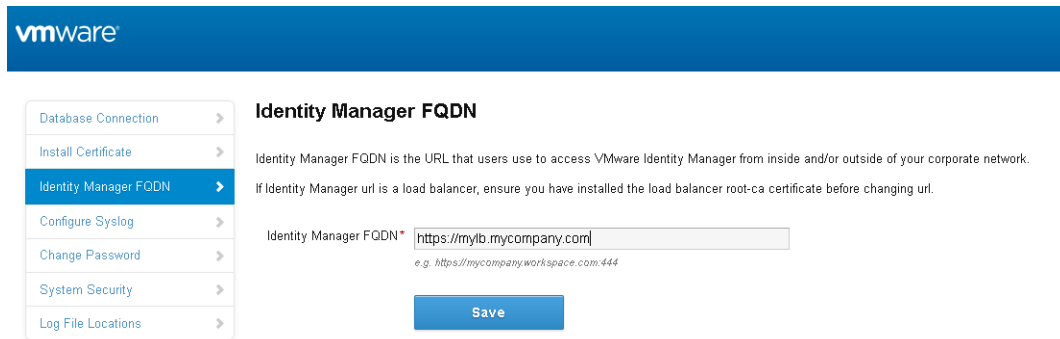 vmware®
Database Connection
Install Certificate
Identity Manager FQDN
Configure Syslog
Change Password
System Security
Log File Locations
Identity Manager FQDN
Identity Manager FQDN is the URL that users use to access VMware Identity Manager from inside and/or outside of your corporate network.
If Identity Manager url is a load balancer, ensure you have installed the load balancer root-ca certificate before changing url.
Identity Manager FQDN* https://mylb.mycompany.com
e.g. https://mycompany.workspace.com:444
Save